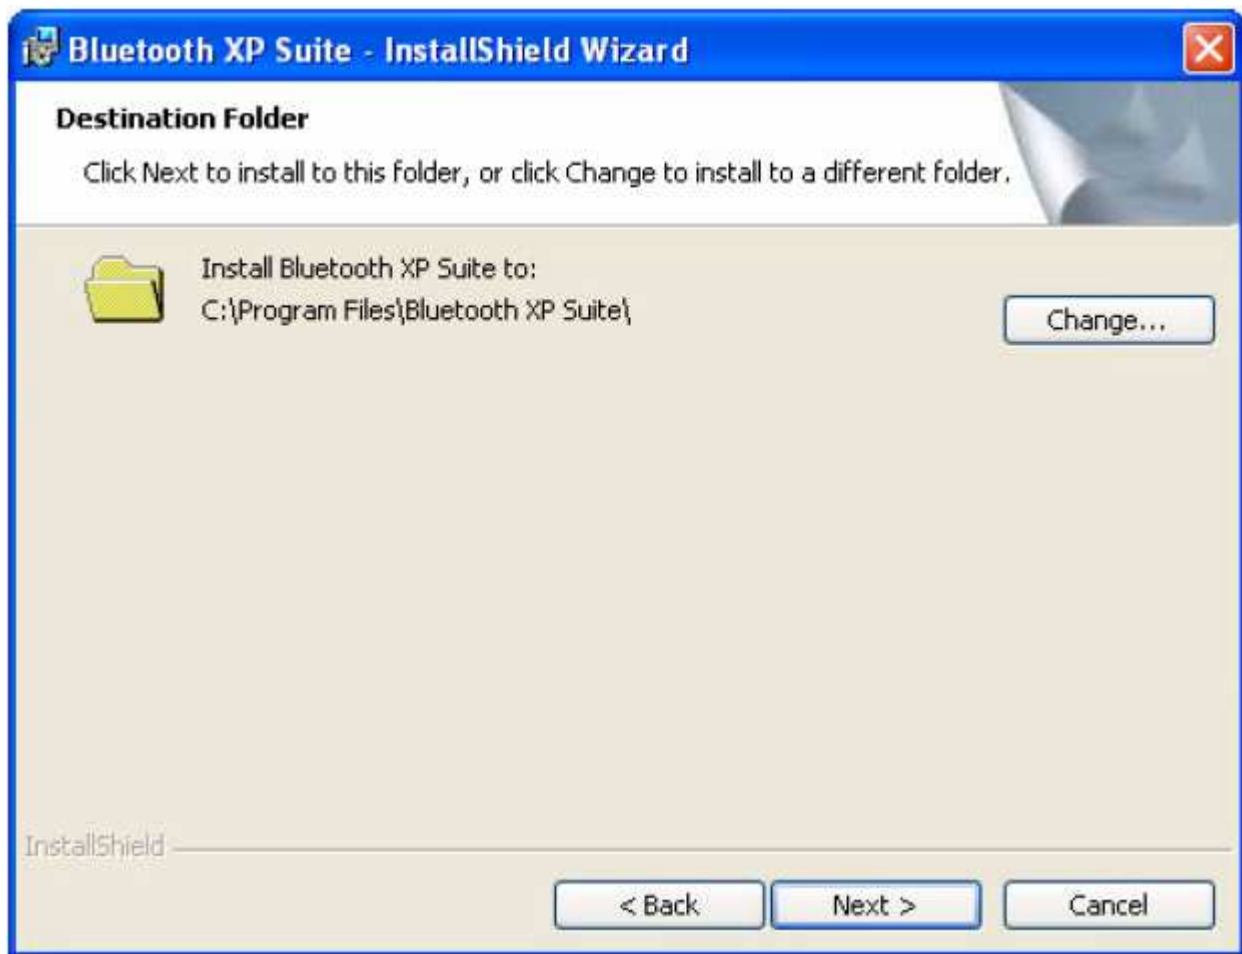 Bluetooth XP Suite - InstallShield Wizard
Destination Folder
Click Next to install to this folder, or click Change to install to a different folder.
Install Bluetooth XP Suite to:
C:\Program Files\Bluetooth XP Suite\
Change...
InstallShield
< Back
Next >
Cancel